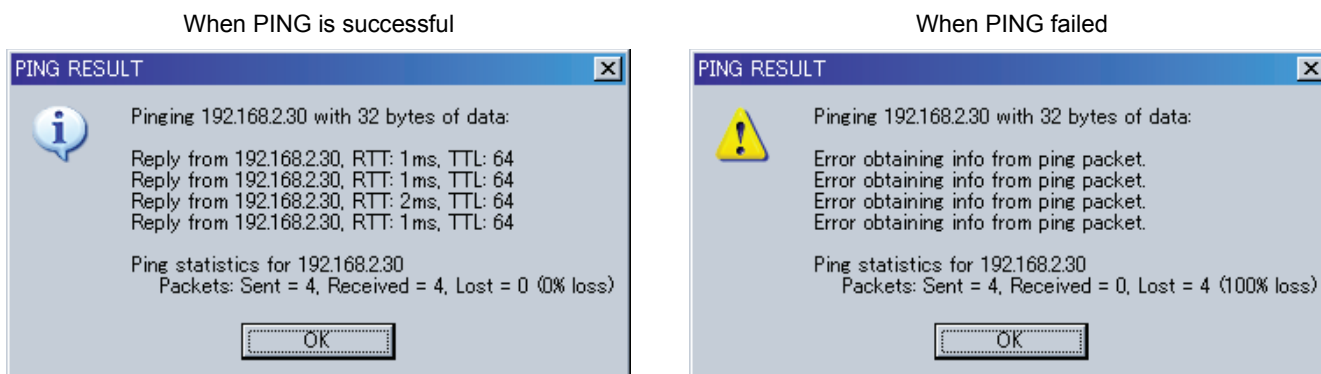 When PING is successful
PING RESULT
Pinging 192.168.2.30 with 32 bytes of data:
Reply from 192.168.2.30, RTT: 1ms, TTL: 64
Reply from 192.168.2.30, RTT: 1ms, TTL: 64
Reply from 192.168.2.30, RTT: 2ms, TTL: 64
Reply from 192.168.2.30, RTT: 1ms, TTL: 64
Ping statistics for 192.168.2.30
Packets: Sent = 4, Received = 4, Lost = 0 (0% loss)
OK
When PING failed
PING RESULT
Pinging 192.168.2.30 with 32 bytes of data:
Error obtaining info from ping packet.
Error obtaining info from ping packet.
Error obtaining info from ping packet.
Error obtaining info from ping packet.
Ping statistics for 192.168.2.30
Packets: Sent = 4, Received = 0, Lost = 4 (100% loss)
OK